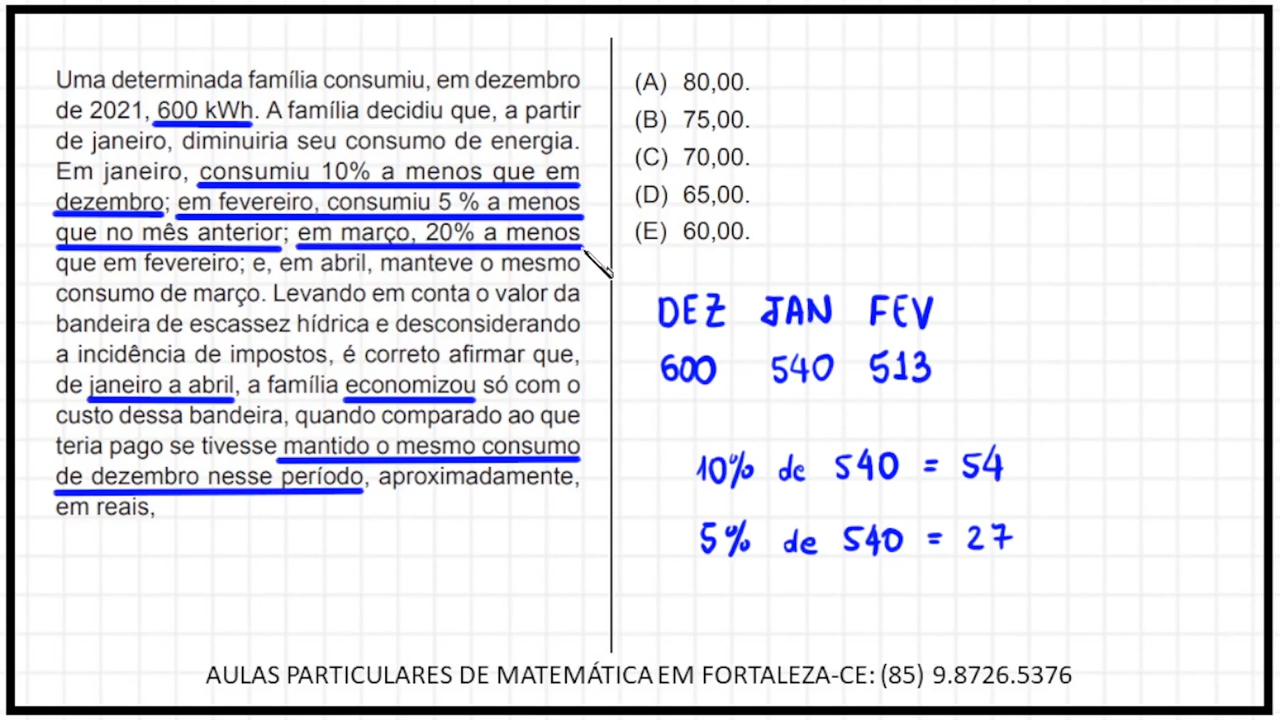 Uma determinada família consumiu, em dezembro
de 2021, 600 kWh. A família decidiu que, a partir
de janeiro, diminuiria seu consumo de energia.
Em janeiro, consumiu 10% a menos que em
dezembro; em fevereiro, consumiu 5 % a menos
que no mês anterior; em março, 20% a menos
que em fevereiro; e, em abril, manteve o mesmo
consumo de março. Levando em conta o valor da
bandeira de escassez hídrica e desconsiderando
a incidência de impostos, é correto afirmar que,
de janeiro a abril, a família economizou só com o
custo dessa bandeira, quando comparado ao que
teria pago se tivesse mantido o mesmo consumo
de dezembro nesse período, aproximadamente,
em reais,
(A) 80,00.
(B) 75,00.
(C) 70,00.
(D) 65,00.
(E) 60,00.
DEZ JAN FEV
600 540 513
10% de 540 = 54
5% de 540 = 27
AULAS PARTICULARES DE MATEMÁTICA EM FORTALEZA-CE: (85) 9.8726.5376